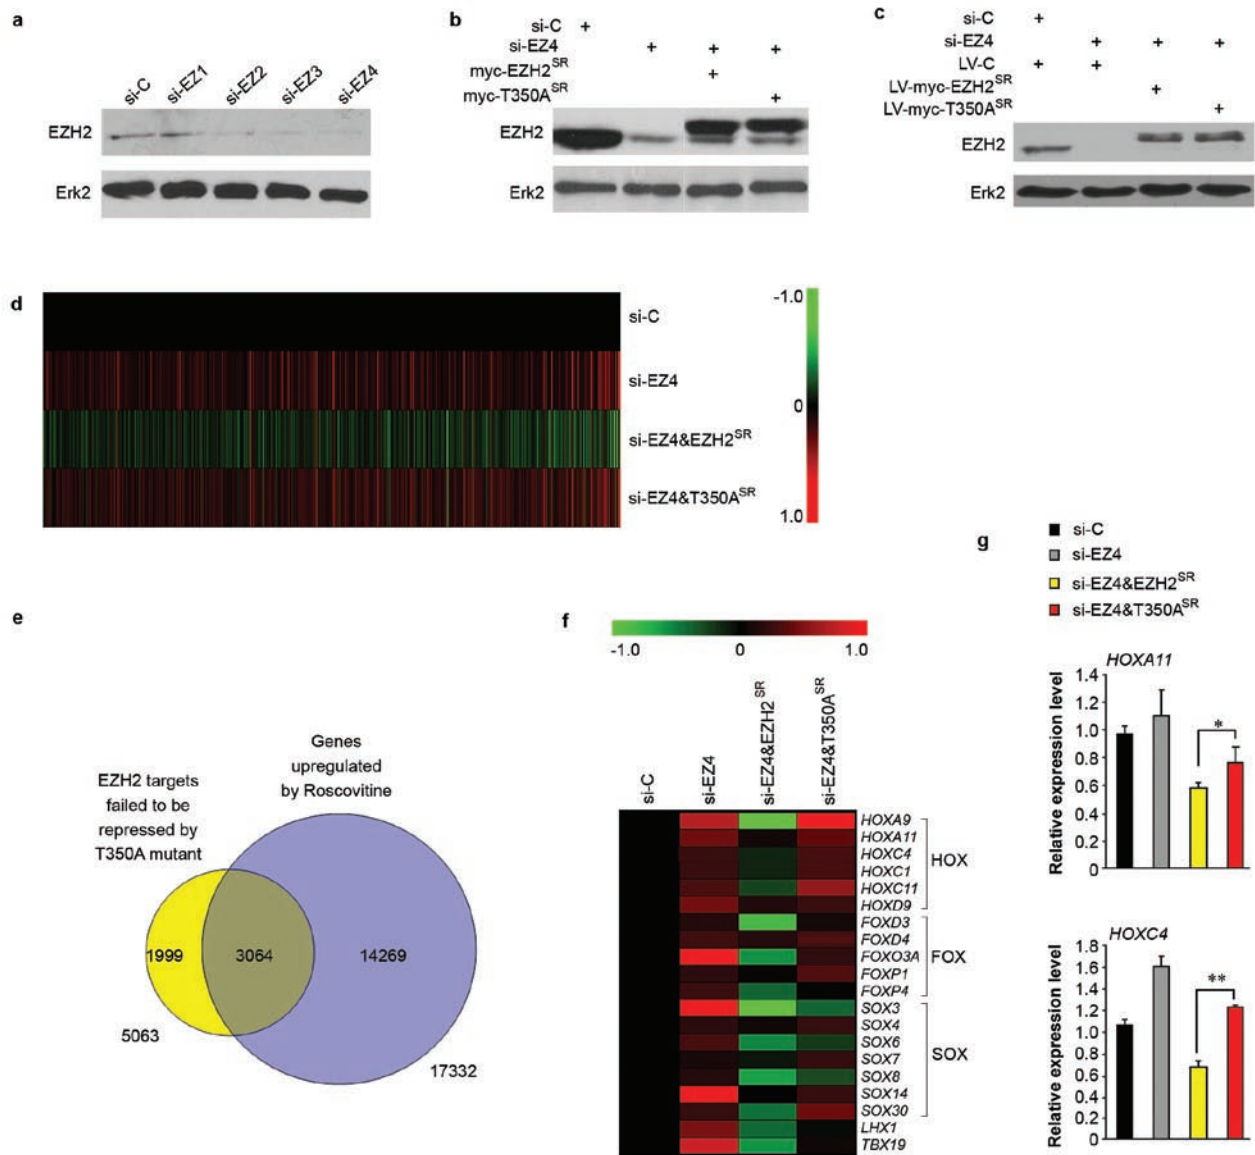 a
si-C si-EZ1 si-EZ2 si-EZ3 si-EZ4
EZH2
Erk2
b
si-C +
si-EZ4 + + +
myc-EZH2SR +
myc-T350ASR +
EZH2
Erk2
c
si-C +
si-EZ4 + + +
LV-C + +
LV-myc-EZH2SR +
LV-myc-T350ASR +
EZH2
Erk2
d
si-C
si-EZ4
si-EZ4&EZH2SR
si-EZ4&T350ASR
-1.0
0
1.0
e
EZH2 targets
failed to be
repressed by
T350A mutant
Genes
upregulated
by Roscovitine
1999 3064 14269
5063
17332
f
-1.0 0 1.0
si-C si-EZ4 si-EZ4&EZH2SR si-EZ4&T350ASR
HOXA9
HOXA11
HOXC4
HOXC1
HOXC11
HOXD9
HOX
FOXD3
FOXD4
FOXO3A
FOXP1
FOXP4
FOX
SOX3
SOX4
SOX6
SOX7
SOX8
SOX14
SOX30
SOX
LHX1
TBX19
g
si-C
si-EZ4
si-EZ4&EZH2SR
si-EZ4&T350ASR
HOXA11
Relative expression level
1.4
1.2
1.0
0.8
0.6
0.4
0.2
0
*
HOXC4
Relative expression level
1.8
1.6
1.4
1.2
1.0
0.8
0.6
0.4
0.2
0
**